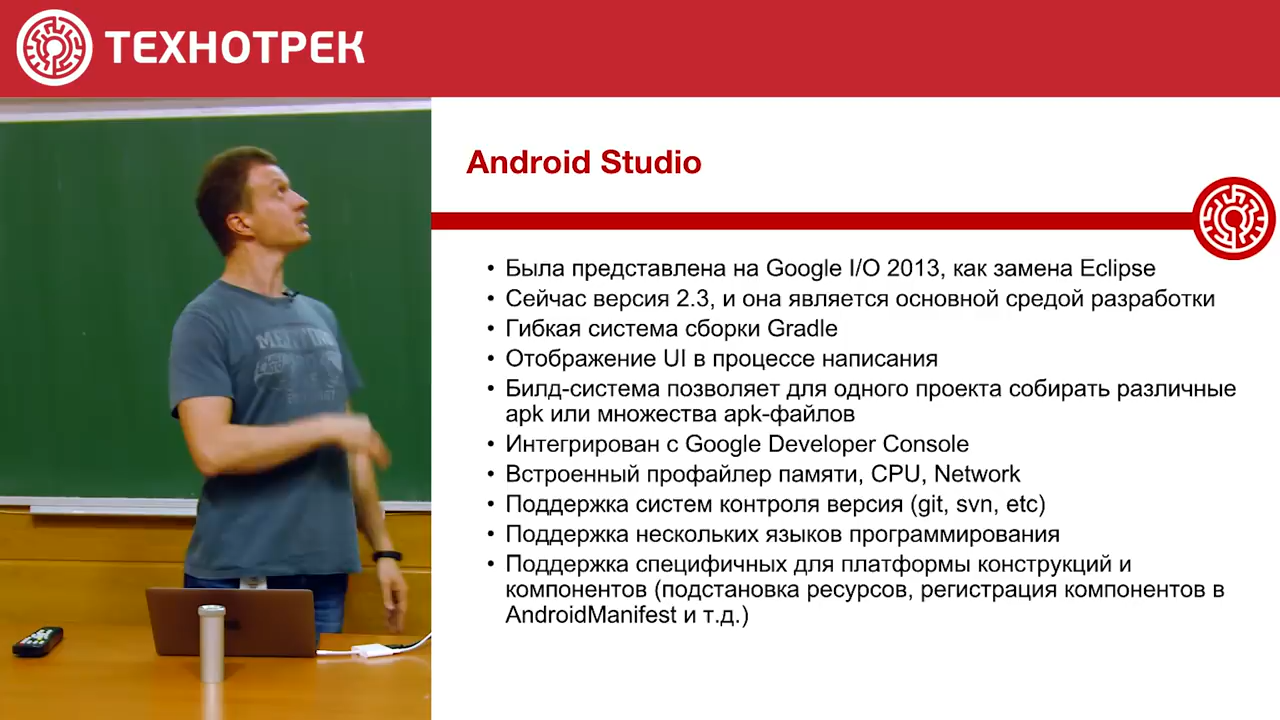 ТЕХНОТРЕК
Android Studio
• Была представлена на Google I/O 2013, как замена Eclipse
• Сейчас версия 2.3, и она является основной средой разработки
• Гибкая система сборки Gradle
• Отображение UI в процессе написания
• Билд-система позволяет для одного проекта собирать различные
apk или множества apk-файлов
• Интегрирован с Google Developer Console
• Встроенный профайлер памяти, CPU, Network
• Поддержка систем контроля версия (git, svn, etc)
• Поддержка нескольких языков программирования
• Поддержка специфичных для платформы конструкций и
компонентов (подстановка ресурсов, регистрация компонентов в
AndroidManifest и т.д.)